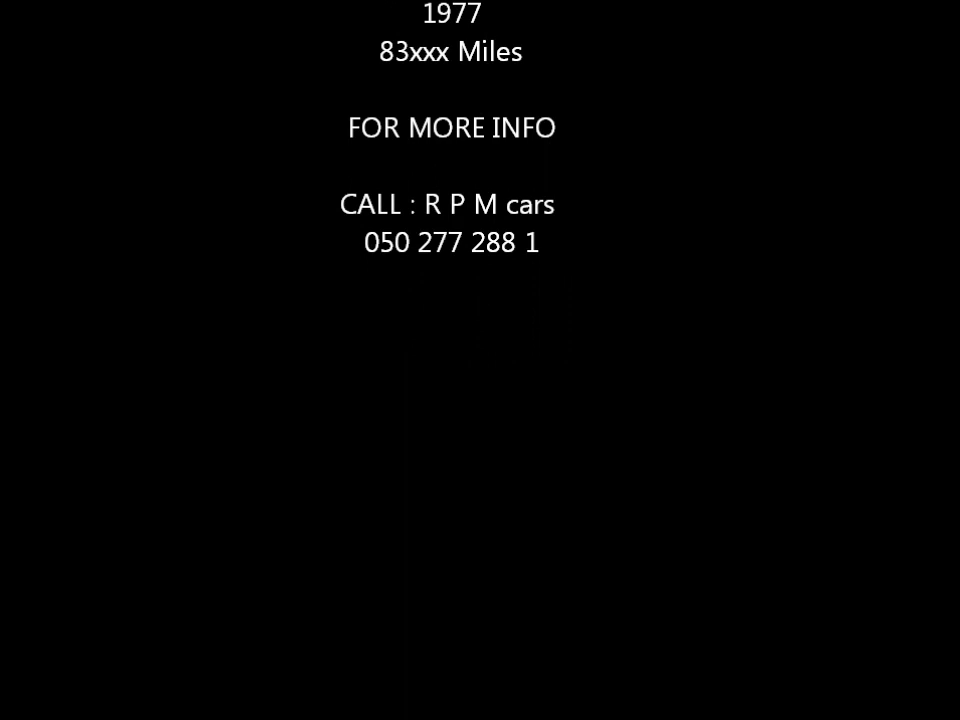 1977
83xxx Miles
FOR MORE INFO
CALL : R P M cars
050 277 288 1